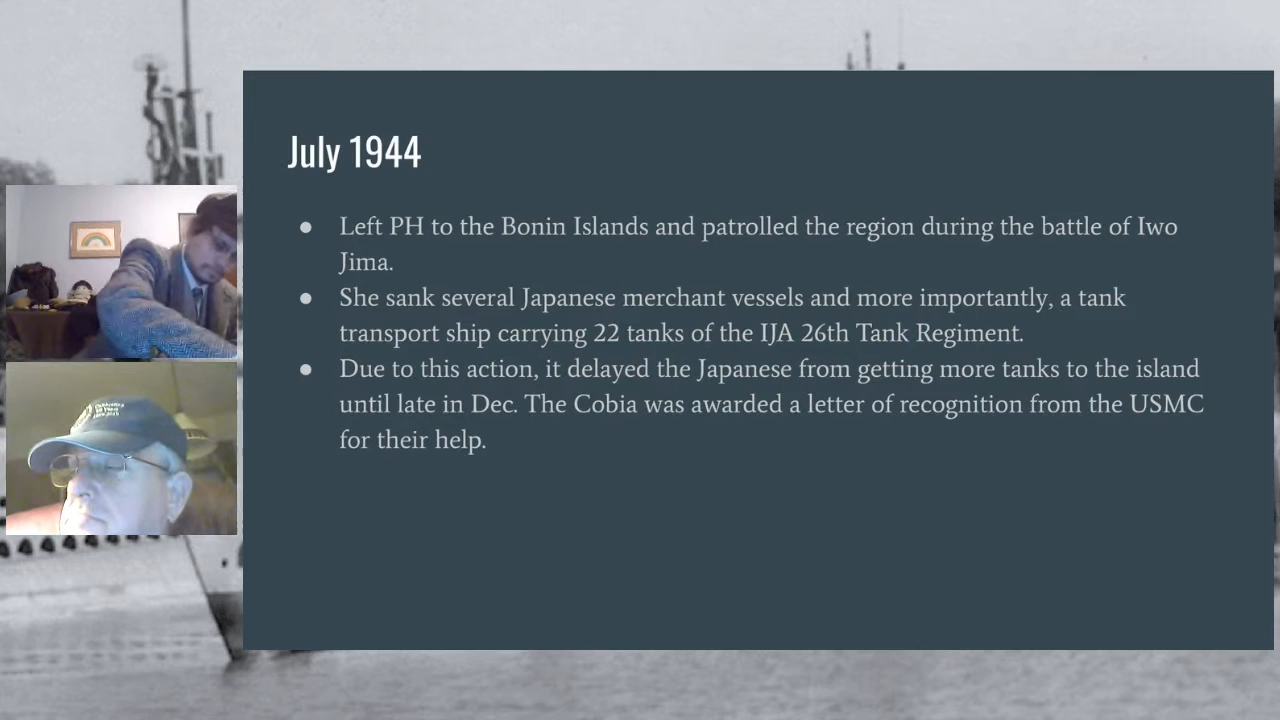 July 1944
● Left PH to the Bonin Islands and patrolled the region during the battle of Iwo
Jima.
● She sank several Japanese merchant vessels and more importantly, a tank
transport ship carrying 22 tanks of the IJA 26th Tank Regiment.
● Due to this action, it delayed the Japanese from getting more tanks to the island
until late in Dec. The Cobia was awarded a letter of recognition from the USMC
for their help.